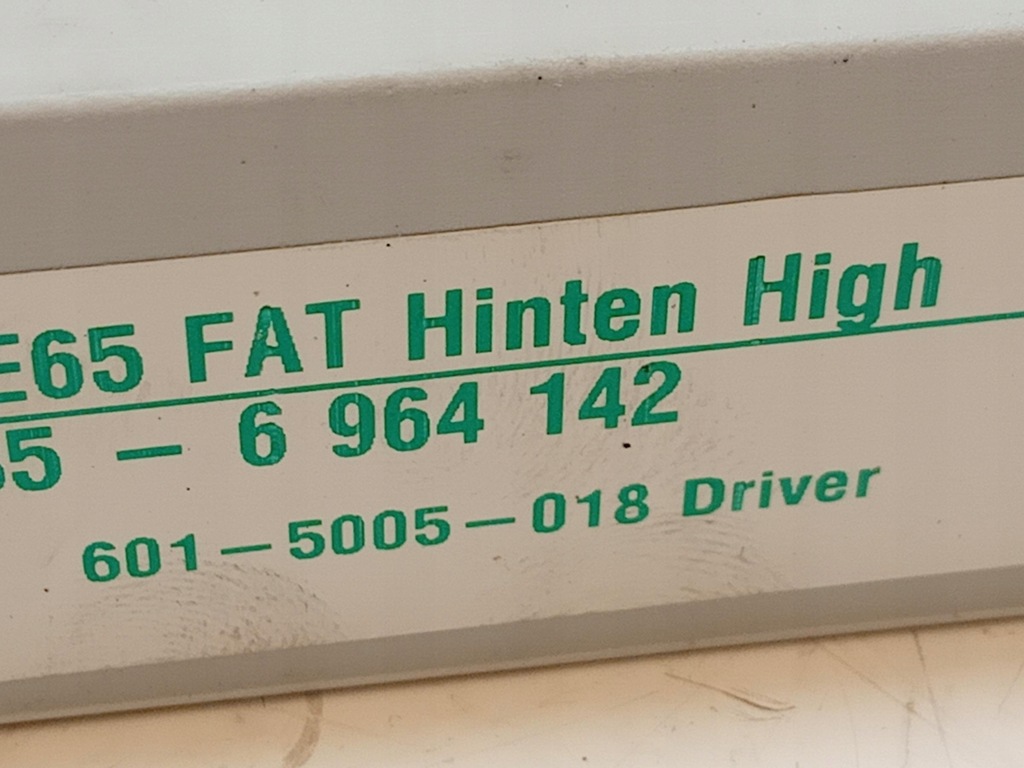 E65 FAT Hinten High
5 – 6 964 142
601–5005–018 Driver